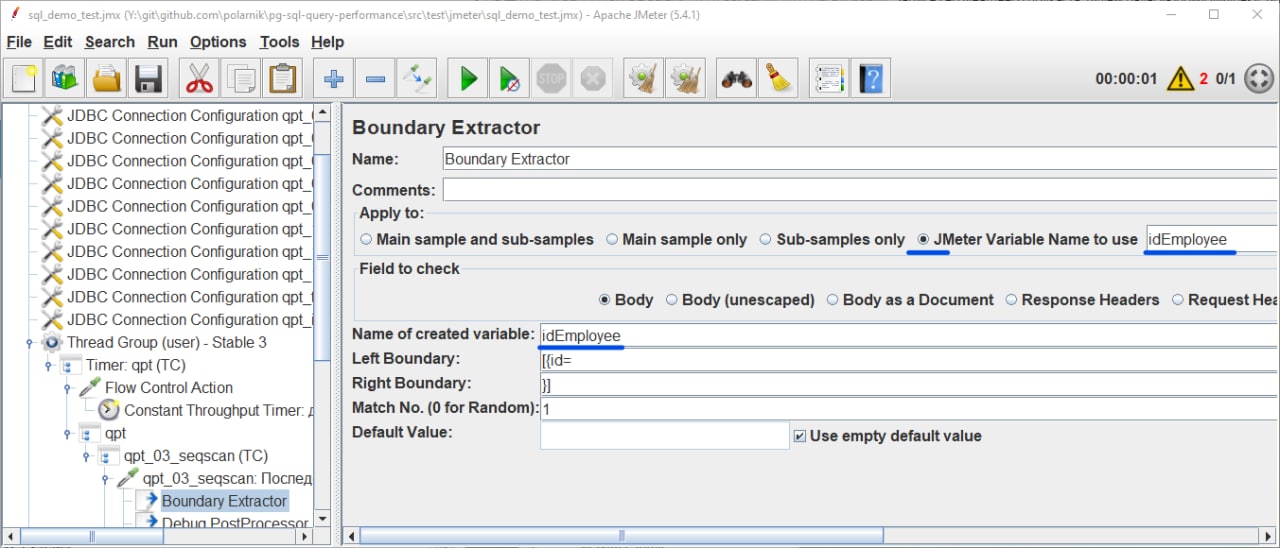 sql_demo_test.jmx (Y:\git\github.com\polarnik\pg-sql-query-performance\src\test\jmeter\sql_demo_test.jmx) - Apache JMeter (5.4.1)
File Edit Search Run Options Tools Help
STOP
00:00:01 2 0/1
JDBC Connection Configuration qpt_
JDBC Connection Configuration qpt_
JDBC Connection Configuration qpt_
JDBC Connection Configuration qpt_
JDBC Connection Configuration qpt_
JDBC Connection Configuration qpt_
JDBC Connection Configuration qpt_
JDBC Connection Configuration qpt_
JDBC Connection Configuration qpt_
JDBC Connection Configuration qpt_i
Thread Group (user) - Stable 3
Timer: qpt (TC)
Flow Control Action
Constant Throughput Timer: д
qpt
qpt_03_seqscan (TC)
qpt_03_seqscan: Послед
Boundary Extractor
Debug PostProcessor
Boundary Extractor
Name: Boundary Extractor
Comments:
Apply to:
Main sample and sub-samples Main sample only Sub-samples only JMeter Variable Name to use idEmployee
Field to check
Body Body (unescaped) Body as a Document Response Headers Request Hea
Name of created variable: idEmployee
Left Boundary: [{id=
Right Boundary: }]
Match No. (0 for Random): 1
Default Value: Use empty default value